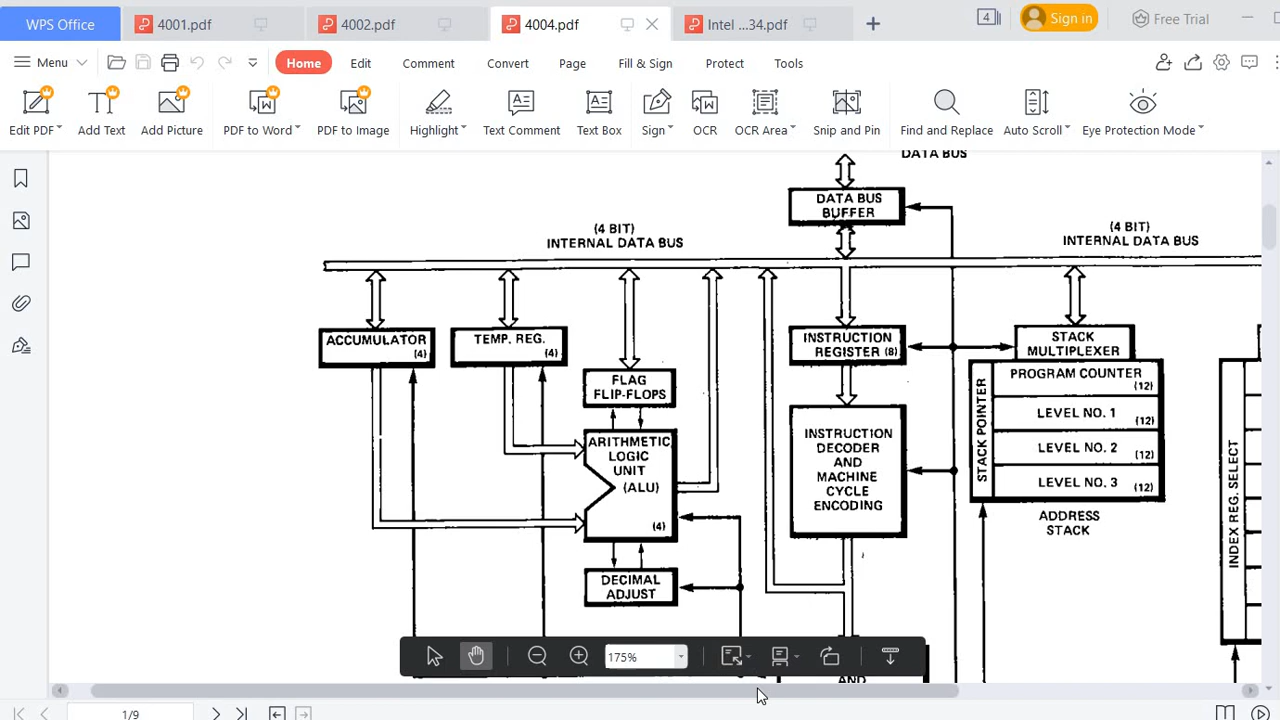 WPS Office
4001.pdf
4002.pdf
4004.pdf
Intel ...34.pdf
4
Sign in
Free Trial
Menu
Home
Edit
Comment
Convert
Page
Fill & Sign
Protect
Tools
Edit PDF
Add Text
Add Picture
PDF to Word
PDF to Image
Highlight
Text Comment
Text Box
Sign
OCR
OCR Area
Snip and Pin
Find and Replace
Auto Scroll
Eye Protection Mode
DATA BUS
DATA BUS
BUFFER
(4 BIT)
INTERNAL DATA BUS
(4 BIT)
INTERNAL DATA BUS
ACCUMULATOR
(4)
TEMP. REG.
(4)
FLAG
FLIP-FLOPS
INSTRUCTION
REGISTER (8)
STACK
MULTIPLEXER
STACK POINTER
PROGRAM COUNTER
(12)
LEVEL NO. 1
(12)
LEVEL NO. 2
(12)
LEVEL NO. 3
(12)
ADDRESS
STACK
ARITHMETIC
LOGIC
UNIT
(ALU)
(4)
INSTRUCTION
DECODER
AND
MACHINE
CYCLE
ENCODING
INDEX REG. SELECT
DECIMAL
ADJUST
175%
AND
1/9